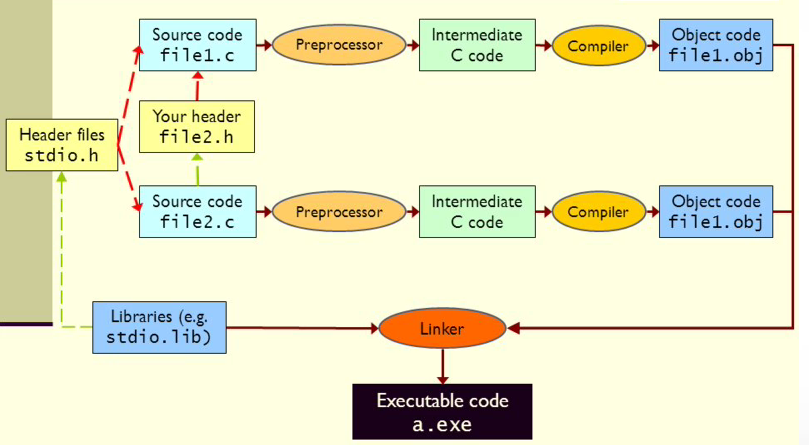 Source code
file1.c
Preprocessor
Intermediate
C code
Compiler
Object code
file1.obj
Your header
file2.h
Header files
stdio.h
Source code
file2.c
Preprocessor
Intermediate
C code
Compiler
Object code
file1.obj
Libraries (e.g.
stdio.lib)
Linker
Executable code
a.exe